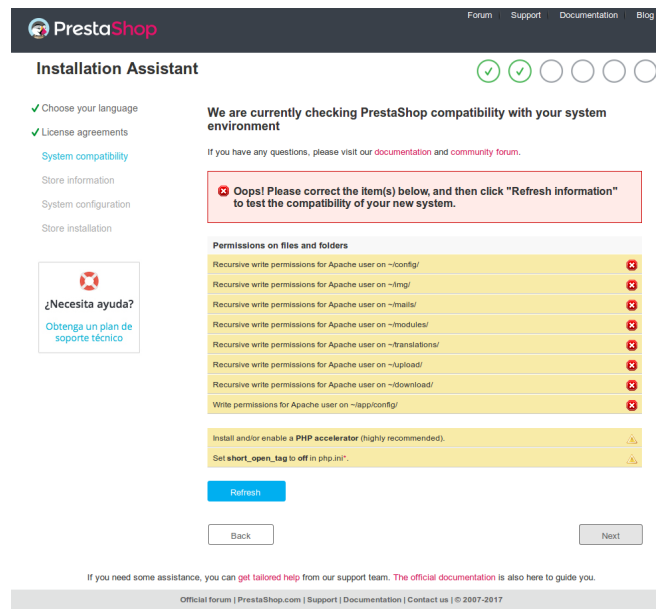 Forum Support Documentation Blog
PrestaShop
Installation Assistant
Choose your language
License agreements
System compatibility
Store information
System configuration
Store installation
¿Necesita ayuda?
Obtenga un plan de
soporte técnico
We are currently checking PrestaShop compatibility with your system
environment
If you have any questions, please visit our documentation and community forum.
Oops! Please correct the item(s) below, and then click "Refresh information"
to test the compatibility of your new system.
Permissions on files and folders
Recursive write permissions for Apache user on ~/config/
Recursive write permissions for Apache user on ~/img/
Recursive write permissions for Apache user on ~/mails/
Recursive write permissions for Apache user on ~/modules/
Recursive write permissions for Apache user on ~/translations/
Recursive write permissions for Apache user on ~/upload/
Recursive write permissions for Apache user on ~/download/
Write permissions for Apache user on ~/app/config/
Install and/or enable a PHP accelerator (highly recommended).
Set short_open_tag to off in php.ini*.
Refresh
Back
Next
If you need some assistance, you can get tailored help from our support team. The official documentation is also here to guide you.
Official forum | PrestaShop.com | Support | Documentation | Contact us | © 2007-2017